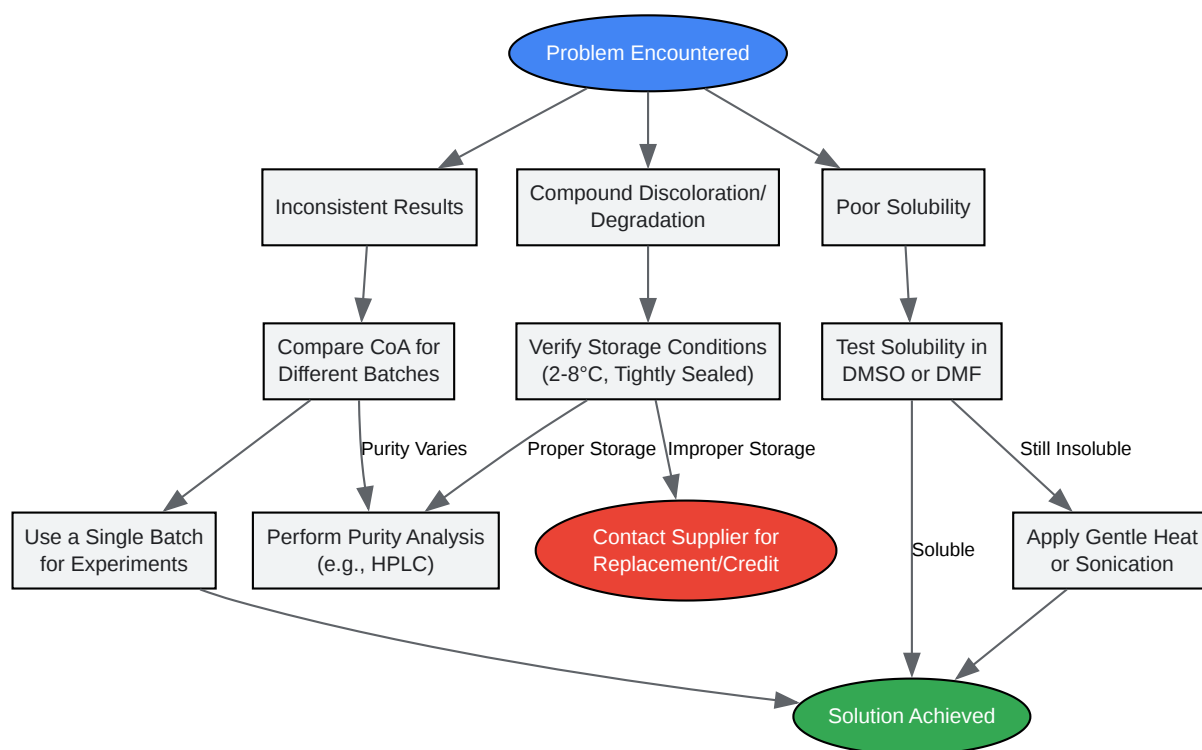 Problem Encountered
Inconsistent Results
Compound Discoloration/
Degradation
Poor Solubility
Compare CoA for
Different Batches
Verify Storage Conditions
(2-8°C, Tightly Sealed)
Test Solubility in
DMSO or DMF
Purity Varies
Proper Storage
Improper Storage
Still Insoluble
Use a Single Batch
for Experiments
Perform Purity Analysis
(e.g., HPLC)
Contact Supplier for
Replacement/Credit
Soluble
Apply Gentle Heat
or Sonication
Solution Achieved